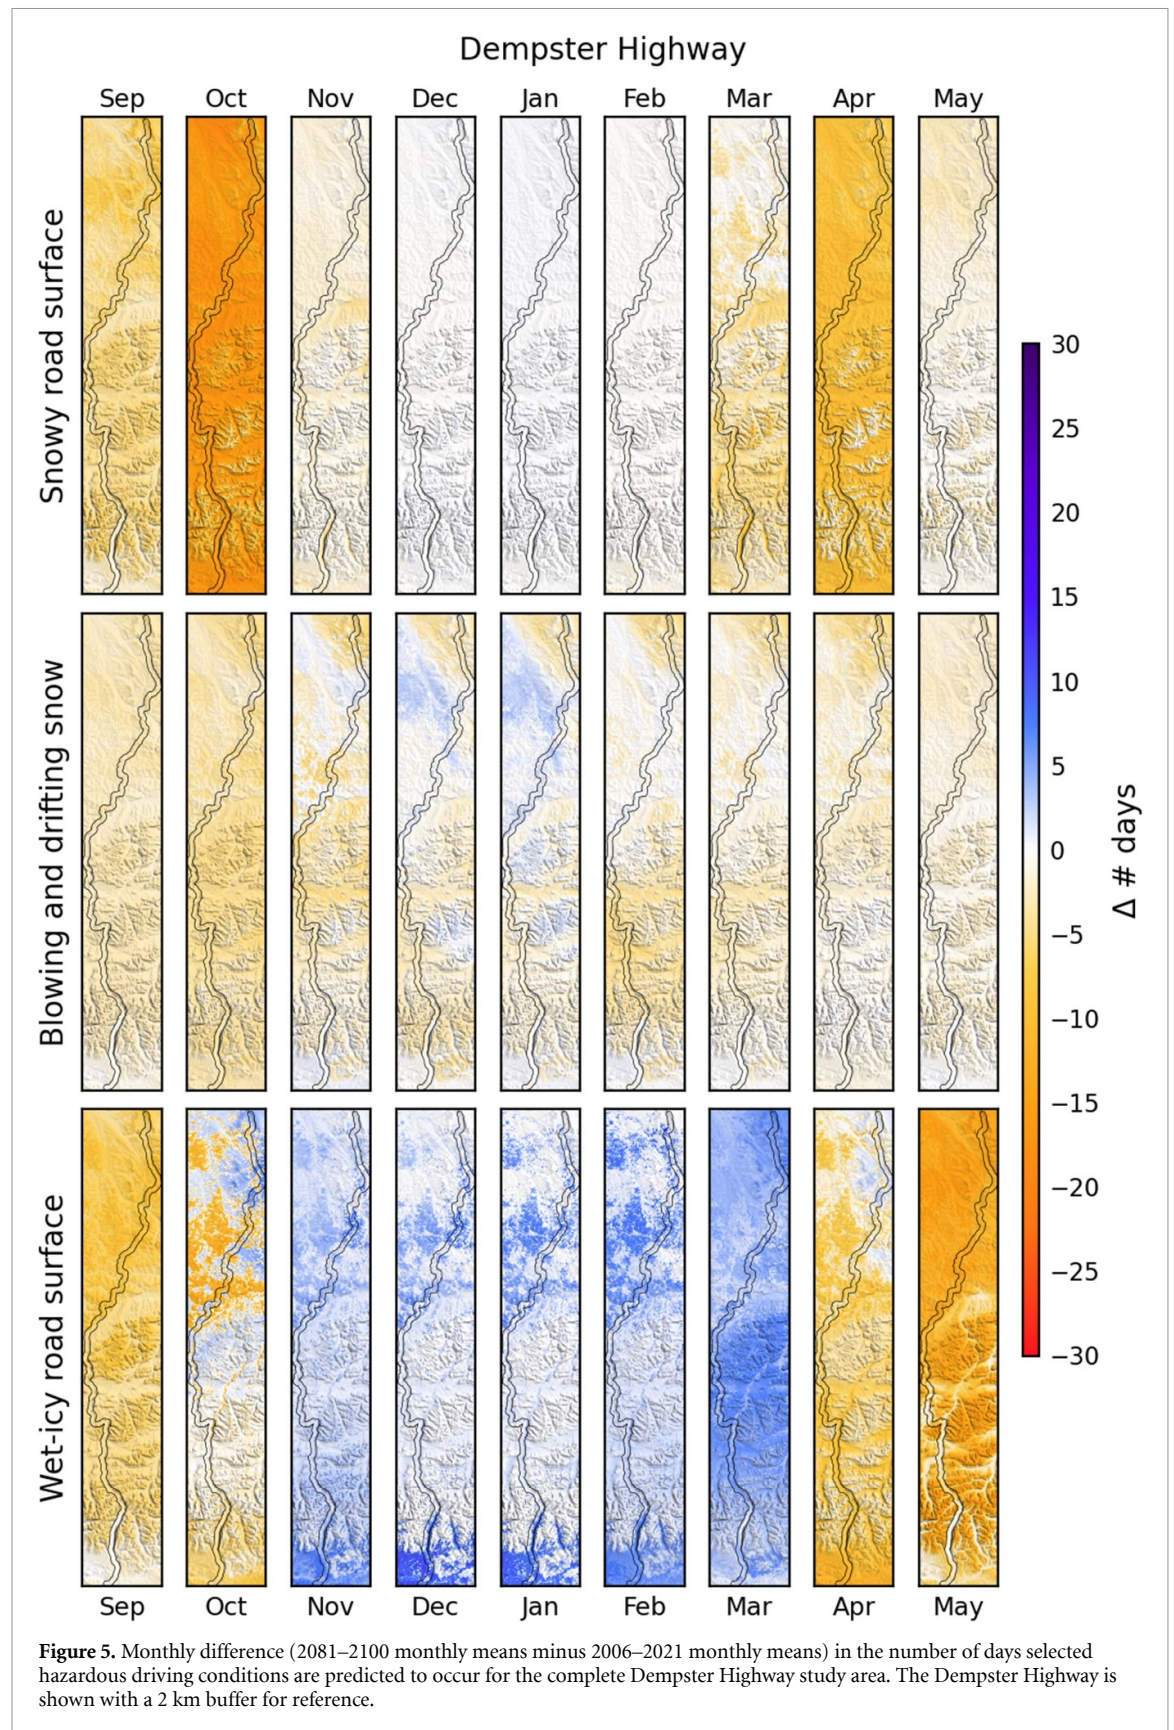 Dempster Highway
Sep Oct Nov Dec Jan Feb Mar Apr May
Snowy road surface
Blowing and drifting snow
Wet-icy road surface
30
25
20
15
10
5
0
−5
−10
−15
−20
−25
−30
Δ # days
Sep Oct Nov Dec Jan Feb Mar Apr May
Figure 5. Monthly difference (2081–2100 monthly means minus 2006–2021 monthly means) in the number of days selected
hazardous driving conditions are predicted to occur for the complete Dempster Highway study area. The Dempster Highway is
shown with a 2 km buffer for reference.